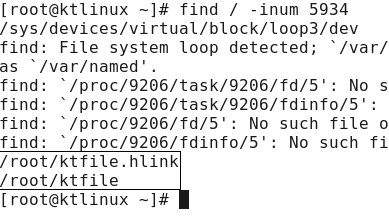 [root@ktlinux ~]# find / -inum 5934
/sys/devices/virtual/block/loop3/dev
find: File system loop detected; `/var/
as `/var/named'.
find: `/proc/9206/task/9206/fd/5': No s
find: `/proc/9206/task/9206/fdinfo/5':
find: `/proc/9206/fd/5': No such file o
find: `/proc/9206/fdinfo/5': No such fi
/root/ktfile.hlink
/root/ktfile
[root@ktlinux ~]#